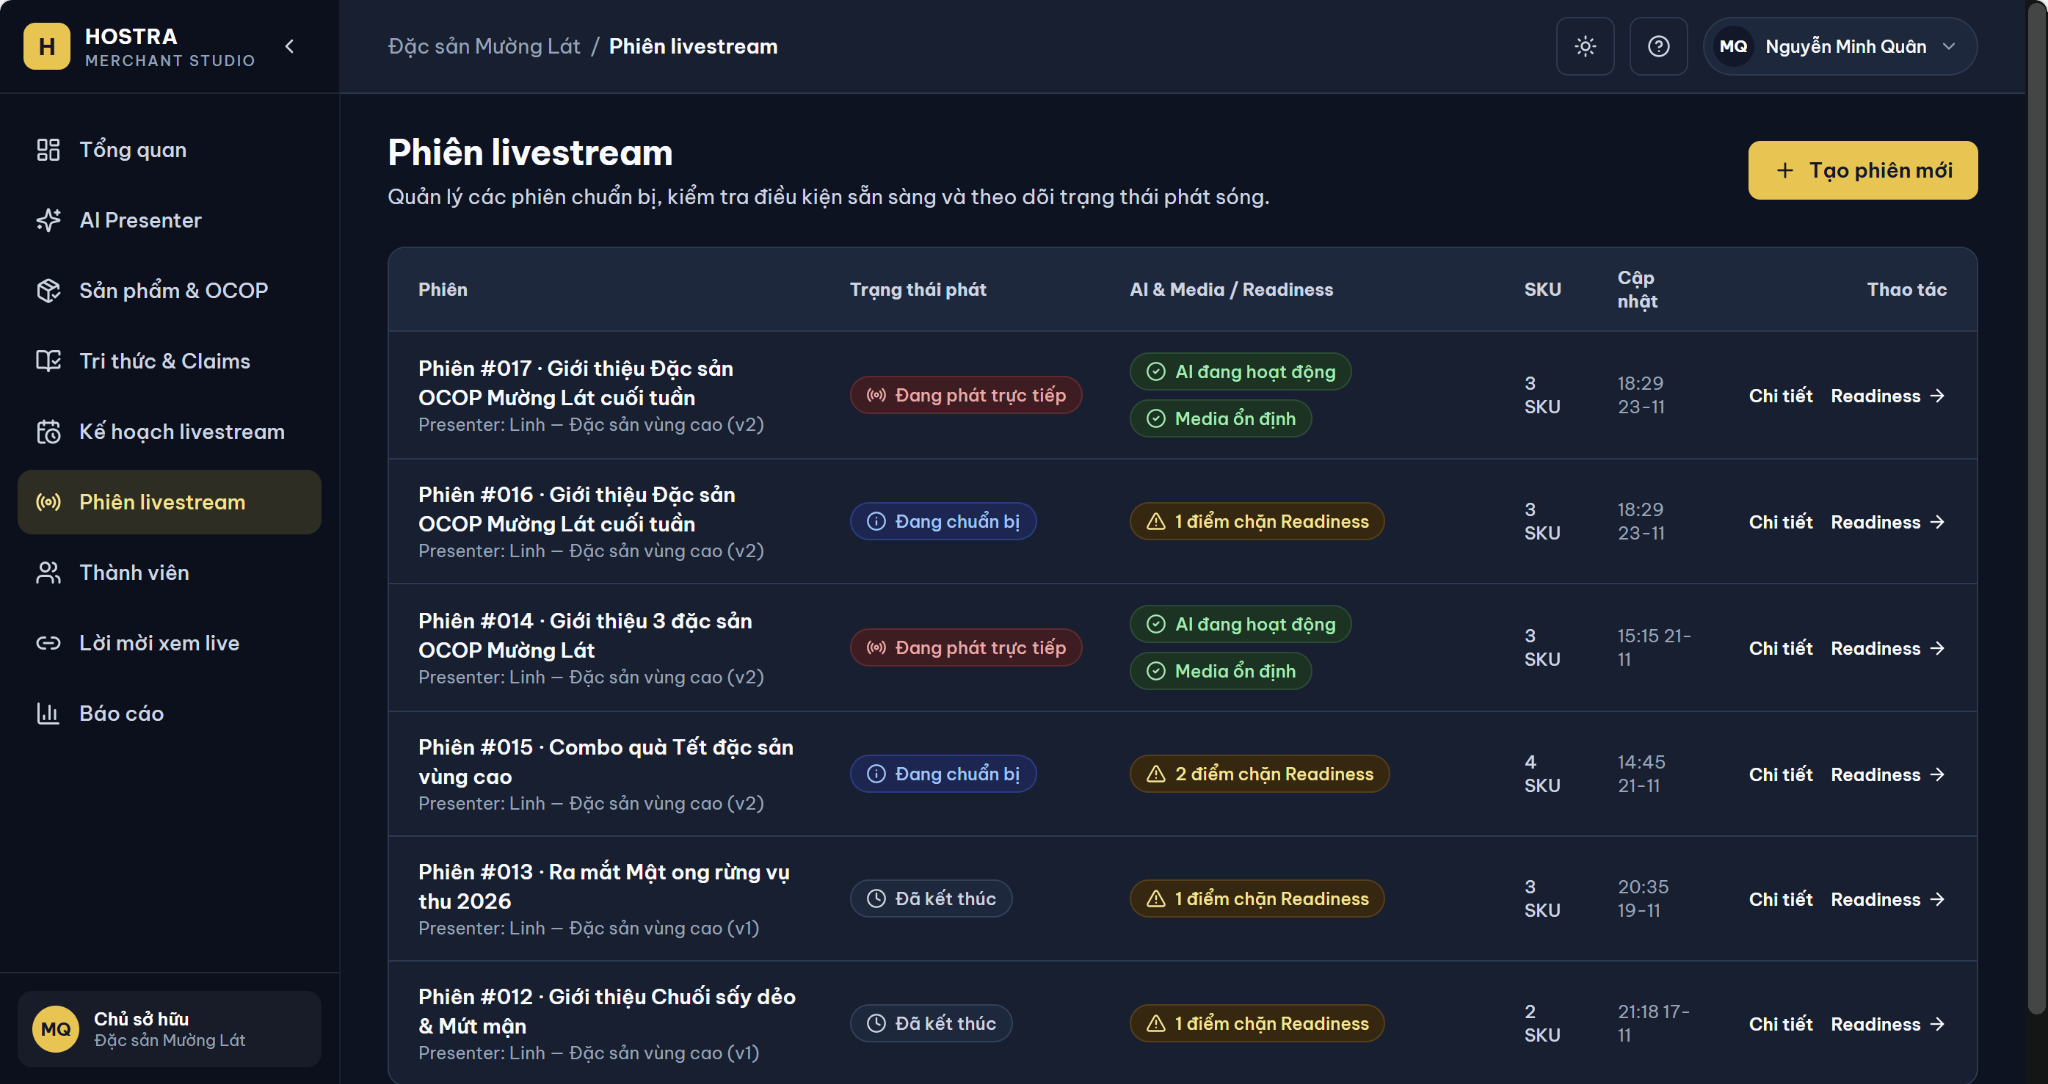 H
HOSTRA
MERCHANT STUDIO
Đặc sản Mường Lát / Phiên livestream
MQ Nguyễn Minh Quân
Tổng quan
AI Presenter
Sản phẩm & OCOP
Tri thức & Claims
Kế hoạch livestream
Phiên livestream
Thành viên
Lời mời xem live
Báo cáo
MQ
Chủ sở hữu
Đặc sản Mường Lát
Phiên livestream
Quản lý các phiên chuẩn bị, kiểm tra điều kiện sẵn sàng và theo dõi trạng thái phát sóng.
+ Tạo phiên mới
Phiên
Trạng thái phát
AI & Media / Readiness
SKU
Cập
nhật
Thao tác
Phiên #017 · Giới thiệu Đặc sản
OCOP Mường Lát cuối tuần
Presenter: Linh — Đặc sản vùng cao (v2)
Đang phát trực tiếp
AI đang hoạt động
Media ổn định
3
SKU
18:29
23-11
Chi tiết
Readiness →
Phiên #016 · Giới thiệu Đặc sản
OCOP Mường Lát cuối tuần
Presenter: Linh — Đặc sản vùng cao (v2)
Đang chuẩn bị
1 điểm chặn Readiness
3
SKU
18:29
23-11
Chi tiết
Readiness →
Phiên #014 · Giới thiệu 3 đặc sản
OCOP Mường Lát
Presenter: Linh — Đặc sản vùng cao (v2)
Đang phát trực tiếp
AI đang hoạt động
Media ổn định
3
SKU
15:15 21-
11
Chi tiết
Readiness →
Phiên #015 · Combo quà Tết đặc sản
vùng cao
Presenter: Linh — Đặc sản vùng cao (v2)
Đang chuẩn bị
2 điểm chặn Readiness
4
SKU
14:45
21-11
Chi tiết
Readiness →
Phiên #013 · Ra mắt Mật ong rừng vụ
thu 2026
Presenter: Linh — Đặc sản vùng cao (v1)
Đã kết thúc
1 điểm chặn Readiness
3
SKU
20:35
19-11
Chi tiết
Readiness →
Phiên #012 · Giới thiệu Chuối sấy dẻo
& Mứt mận
Presenter: Linh — Đặc sản vùng cao (v1)
Đã kết thúc
1 điểm chặn Readiness
2
SKU
21:18 17-
11
Chi tiết
Readiness →